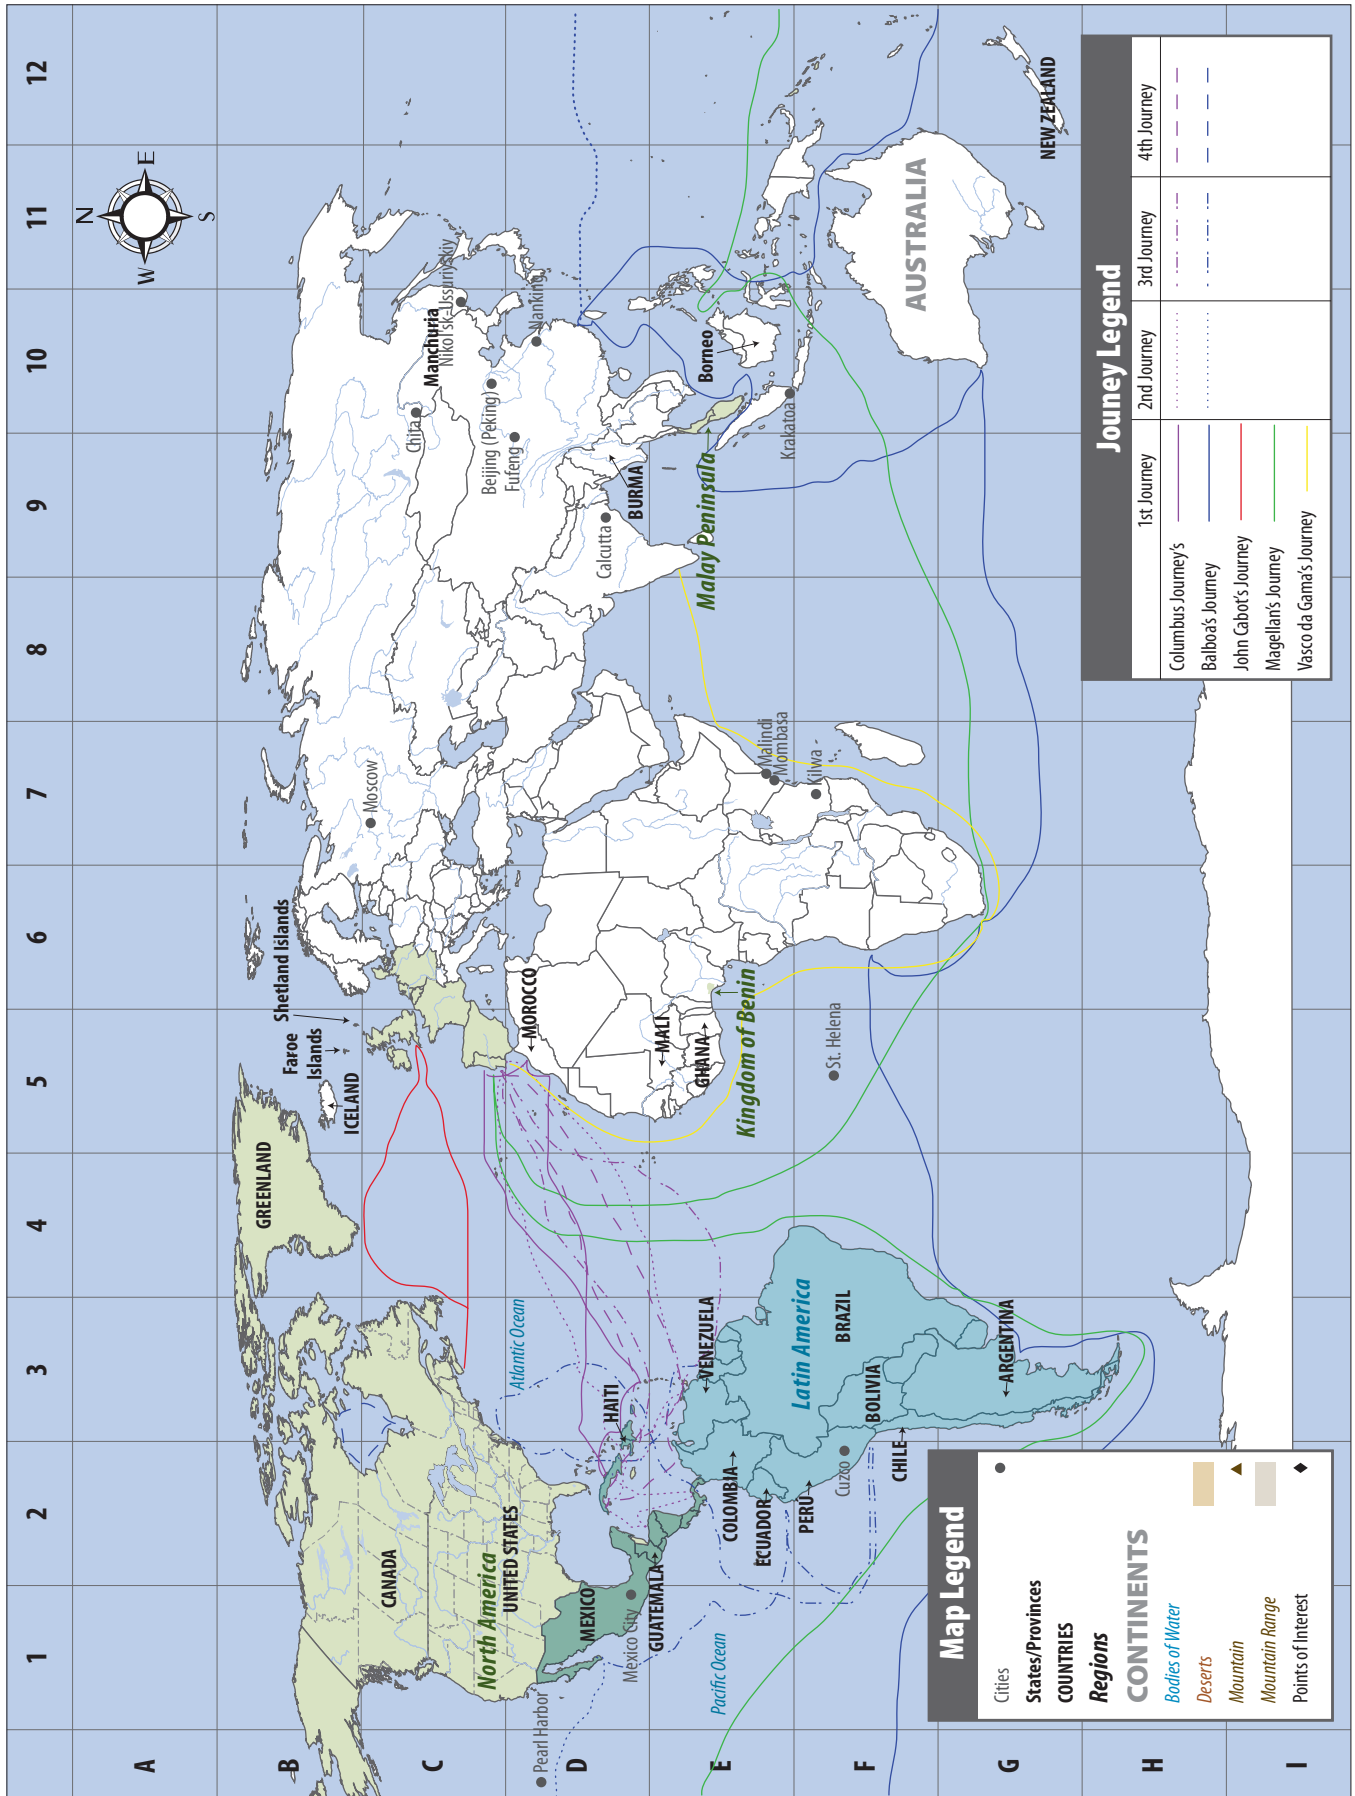 1
2
3
4
5
6
7
8
9
10
11
12
A
B
C
D
E
F
G
H
I
N
W
E
S
GREENLAND
ICELAND
Faroe
Islands
Shetland Islands
Moscow
Chita
Manchuria
Nikol'sk-Ussuriyskiy
Beijing (Peking)
Fufeng
Nanking
CANADA
North America
UNITED STATES
Atlantic Ocean
Pearl Harbor
MEXICO
Mexico City
GUATEMALA
HAITI
MOROCCO
MALI
GHANA
Kingdom of Benin
Calcutta
BURMA
Malay Peninsula
Borneo
Krakatoa
Malindi
Mombasa
Kilwa
St. Helena
Pacific Ocean
VENEZUELA
COLOMBIA
ECUADOR
PERU
Latin America
BRAZIL
Cuzco
BOLIVIA
CHILE
ARGENTINA
AUSTRALIA
NEW ZEALAND
Map Legend
Cities
States/Provinces
COUNTRIES
Regions
CONTINENTS
Bodies of Water
Deserts
Mountain
Mountain Range
Points of Interest
Jouney Legend
1st Journey 2nd Journey 3rd Journey 4th Journey
Columbus Journey's
Balboa's Journey
John Cabot's Journey
Magellan's Journey
Vasco da Gama's Journey